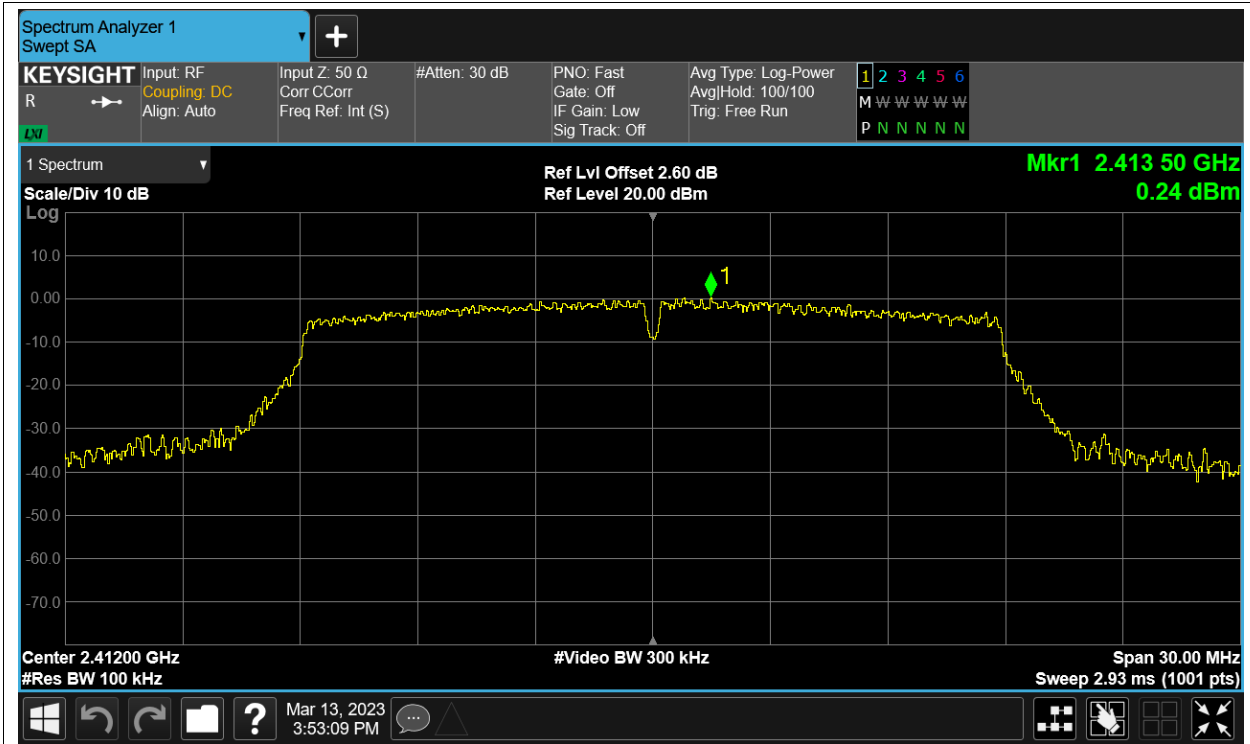 Spectrum Analyzer 1
Swept SA
KEYSIGHT
R
LXI
Input: RF
Coupling: DC
Align: Auto
Input Z: 50 Ω
Corr CCorr
Freq Ref: Int (S)
#Atten: 30 dB
PNO: Fast
Gate: Off
IF Gain: Low
Sig Track: Off
Avg Type: Log-Power
Avg|Hold: 100/100
Trig: Free Run
1 2 3 4 5 6
M W W W W W
P N N N N N
1 Spectrum
Scale/Div 10 dB
Log
Ref Lvl Offset 2.60 dB
Ref Level 20.00 dBm
Mkr1 2.413 50 GHz
0.24 dBm
1
10.0
0.00
-10.0
-20.0
-30.0
-40.0
-50.0
-60.0
-70.0
Center 2.41200 GHz
#Res BW 100 kHz
#Video BW 300 kHz
Span 30.00 MHz
Sweep 2.93 ms (1001 pts)
?
Mar 13, 2023
3:53:09 PM